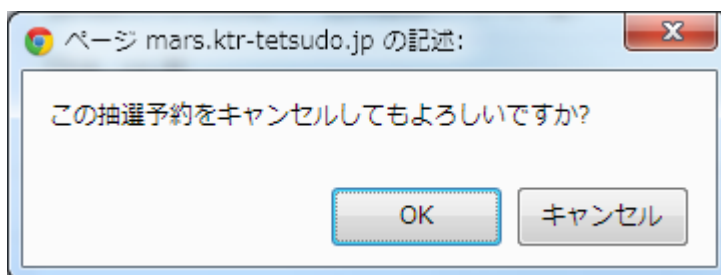 ページ mars.ktr-tetsudo.jp の記述:
この抽選予約をキャンセルしてもよろしいですか?
OK
キャンセル